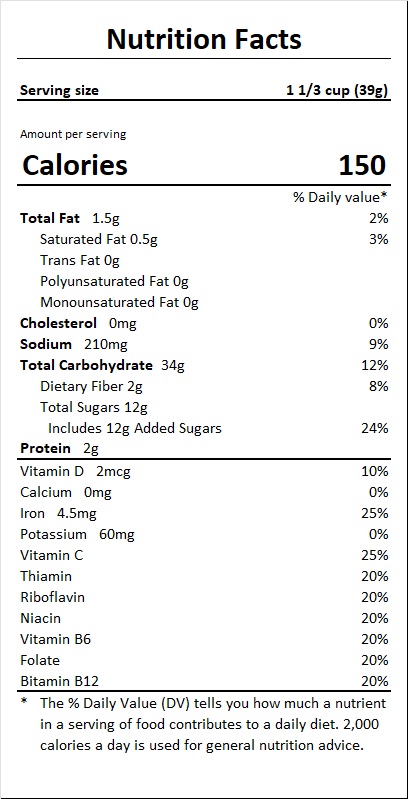 Nutrition Facts
Serving size 1 1/3 cup (39g)
Amount per serving
Calories 150
% Daily value*
Total Fat 1.5g 2%
Saturated Fat 0.5g 3%
Trans Fat 0g
Polyunsaturated Fat 0g
Monounsaturated Fat 0g
Cholesterol 0mg 0%
Sodium 210mg 9%
Total Carbohydrate 34g 12%
Dietary Fiber 2g 8%
Total Sugars 12g
Includes 12g Added Sugars 24%
Protein 2g
Vitamin D 2mcg 10%
Calcium 0mg 0%
Iron 4.5mg 25%
Potassium 60mg 0%
Vitamin C 25%
Thiamin 20%
Riboflavin 20%
Niacin 20%
Vitamin B6 20%
Folate 20%
Bitamin B12 20%
* The % Daily Value (DV) tells you how much a nutrient
in a serving of food contributes to a daily diet. 2,000
calories a day is used for general nutrition advice.